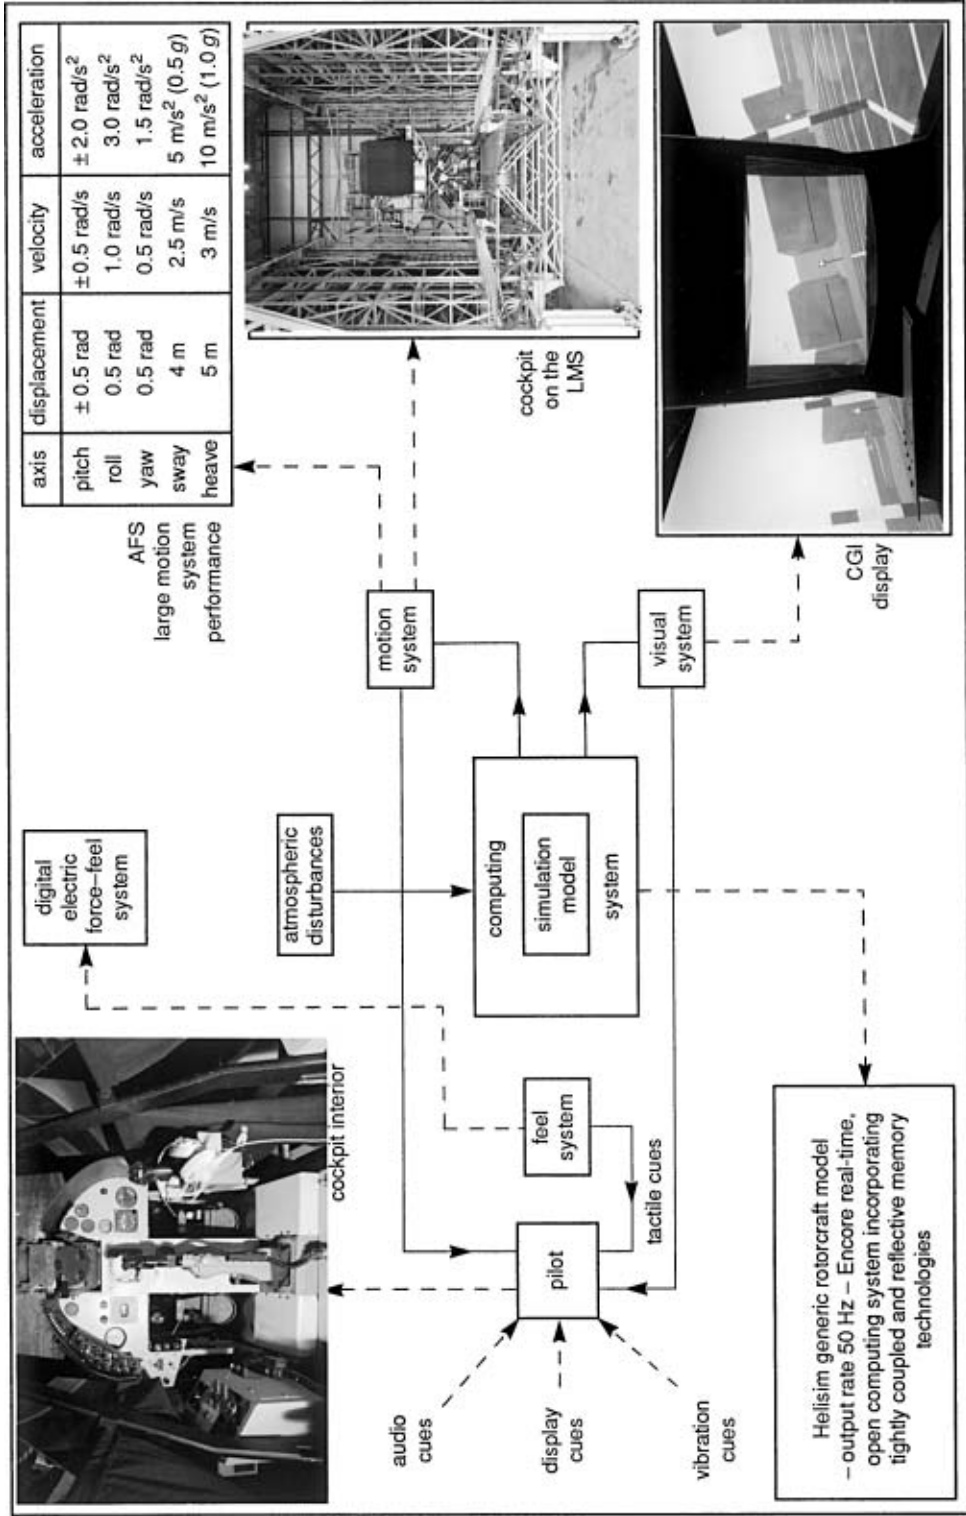 cockpit interior
digital
electric
force–feel
system
axis displacement velocity acceleration
pitch ± 0.5 rad ±0.5 rad/s ±2.0 rad/s²
roll 0.5 rad 1.0 rad/s 3.0 rad/s²
yaw 0.5 rad 0.5 rad/s 1.5 rad/s²
sway 4 m 2.5 m/s 5 m/s² (0.5 g)
heave 5 m 3 m/s 10 m/s² (1.0 g)
AFS
large motion
system
performance
atmospheric
disturbances
motion
system
cockpit
on the
LMS
audio
cues
display
cues
vibration
cues
pilot
feel
system
tactile cues
computing
simulation
model
system
visual
system
CGI
display
Helisim generic rotorcraft model
– output rate 50 Hz – Encore real-time,
open computing system incorporating
tightly coupled and reflective memory
technologies